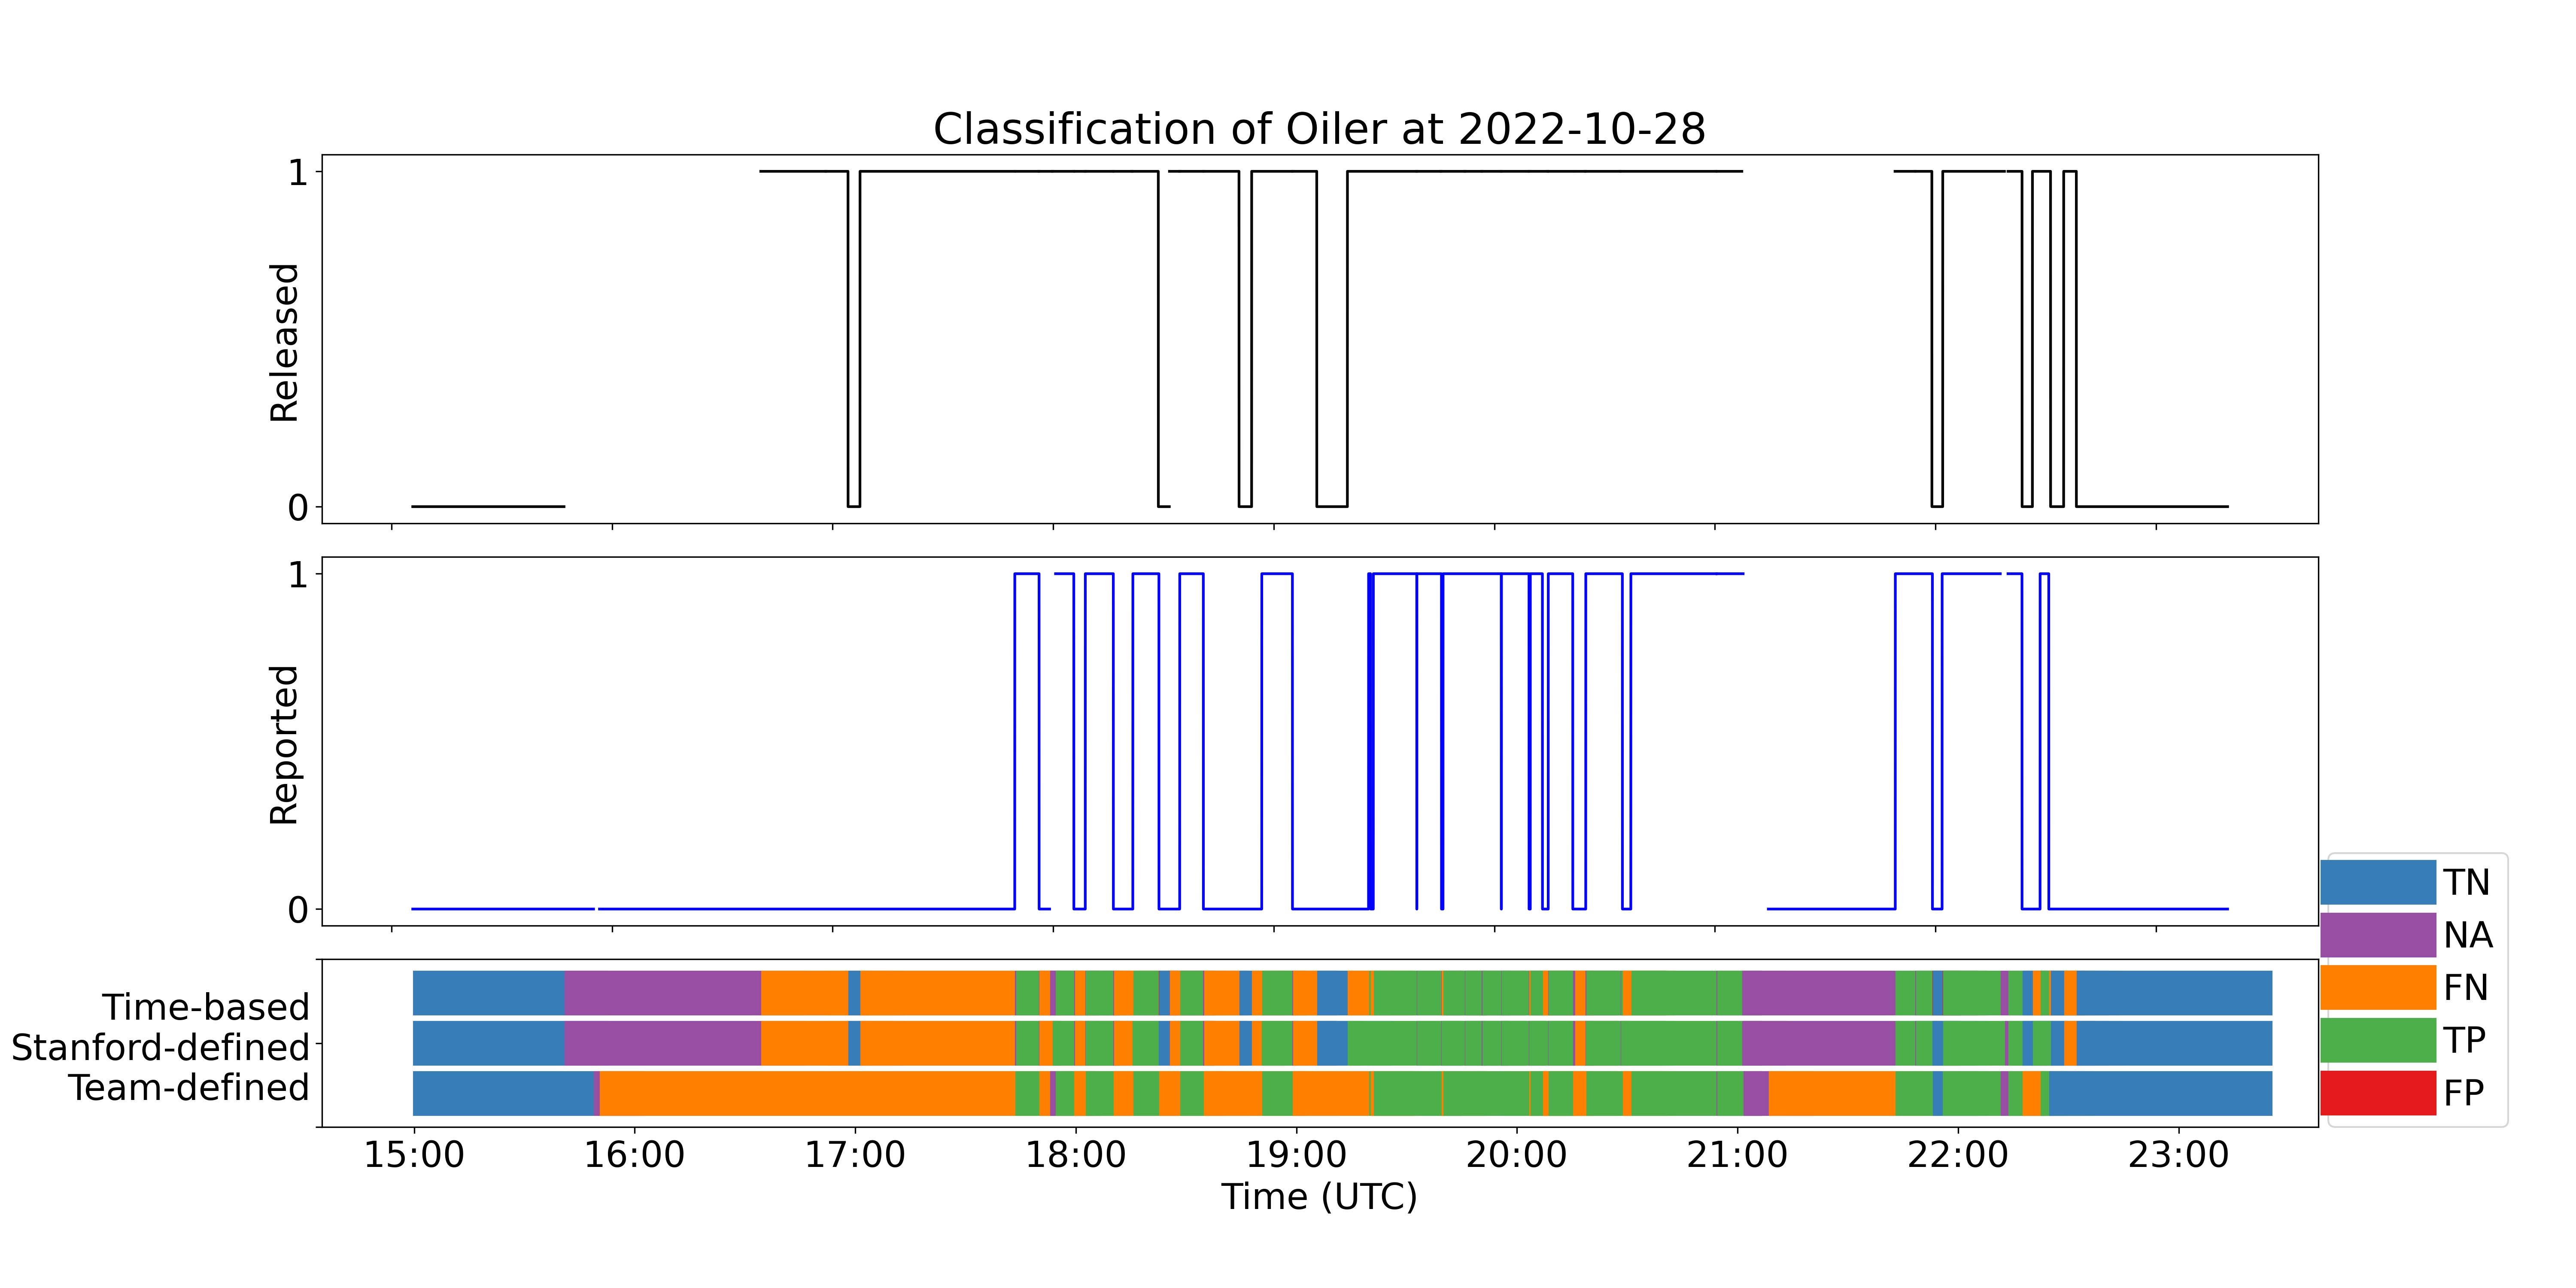 Classification of Oiler at 2022-10-28
1
Released
0
1
Reported
0
TN
NA
FN
TP
FP
Time-based
Stanford-defined
Team-defined
15:00 16:00 17:00 18:00 19:00 20:00 21:00 22:00 23:00
Time (UTC)